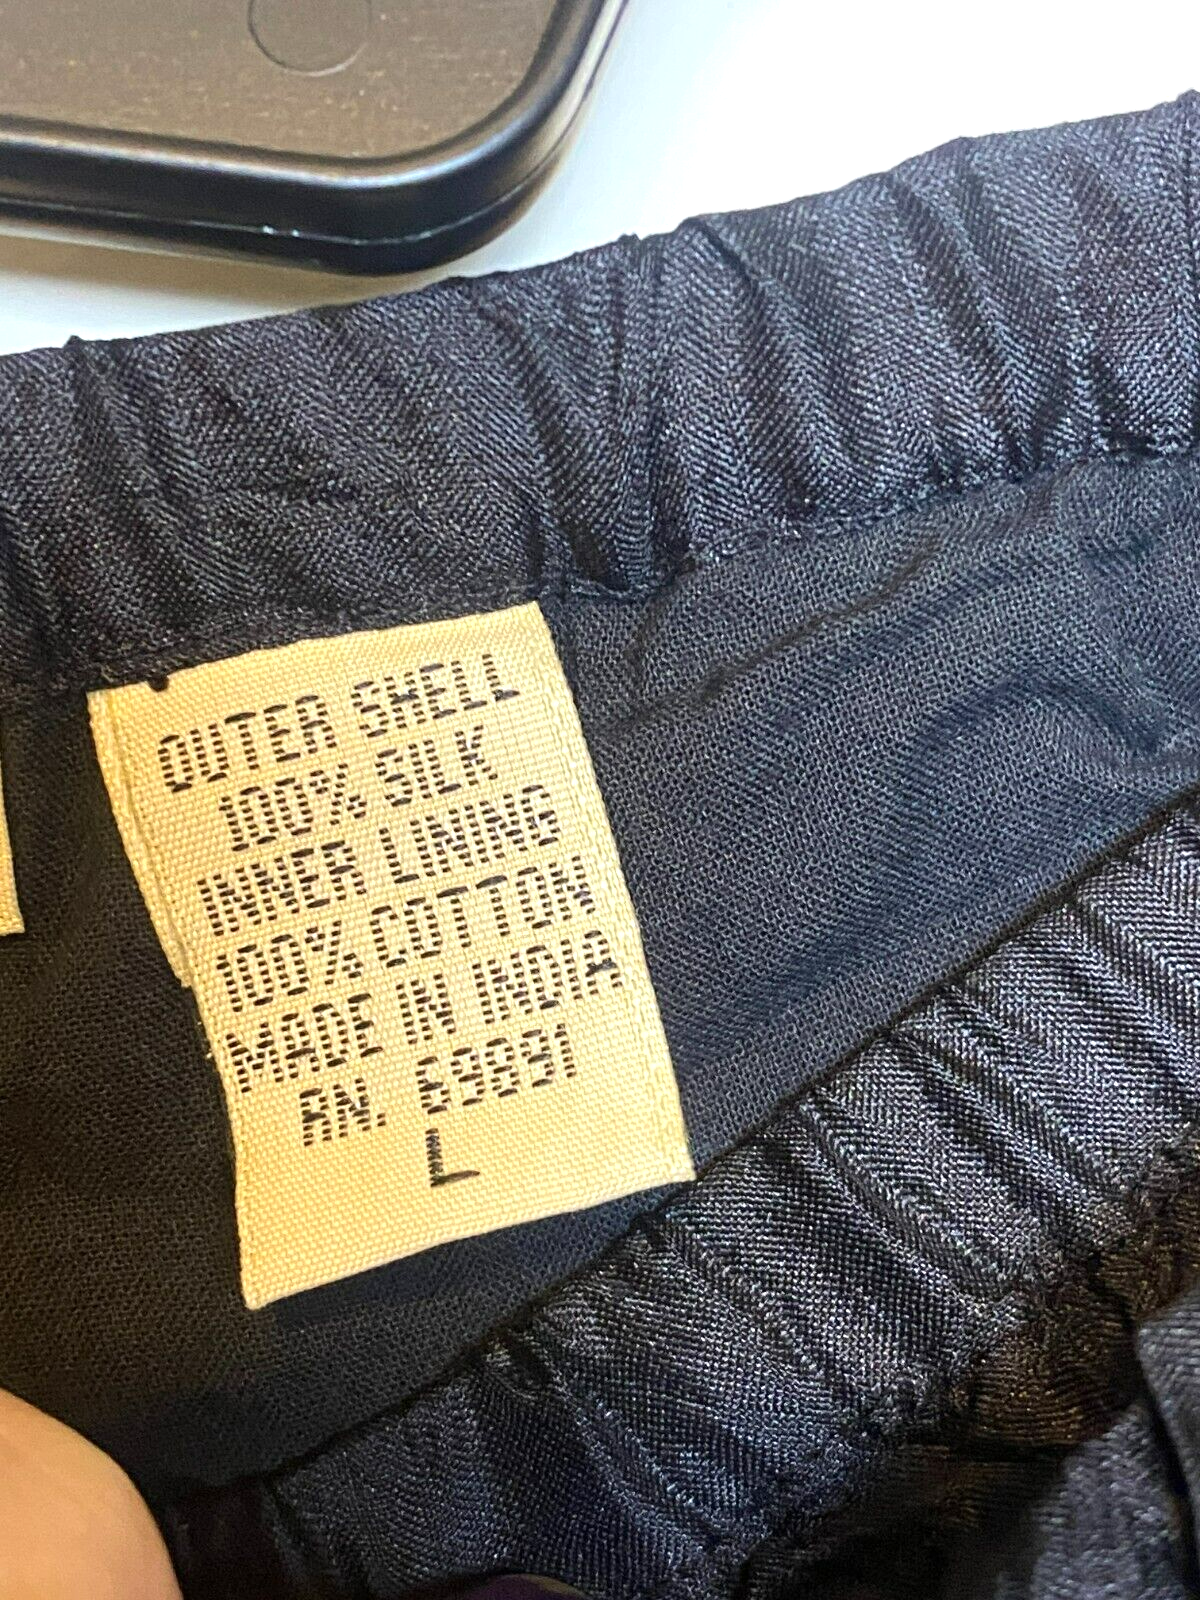 OUTER SHELL
100% SILK
INNER LINING
100% COTTON
MADE IN INDIA
RN. 69891
L